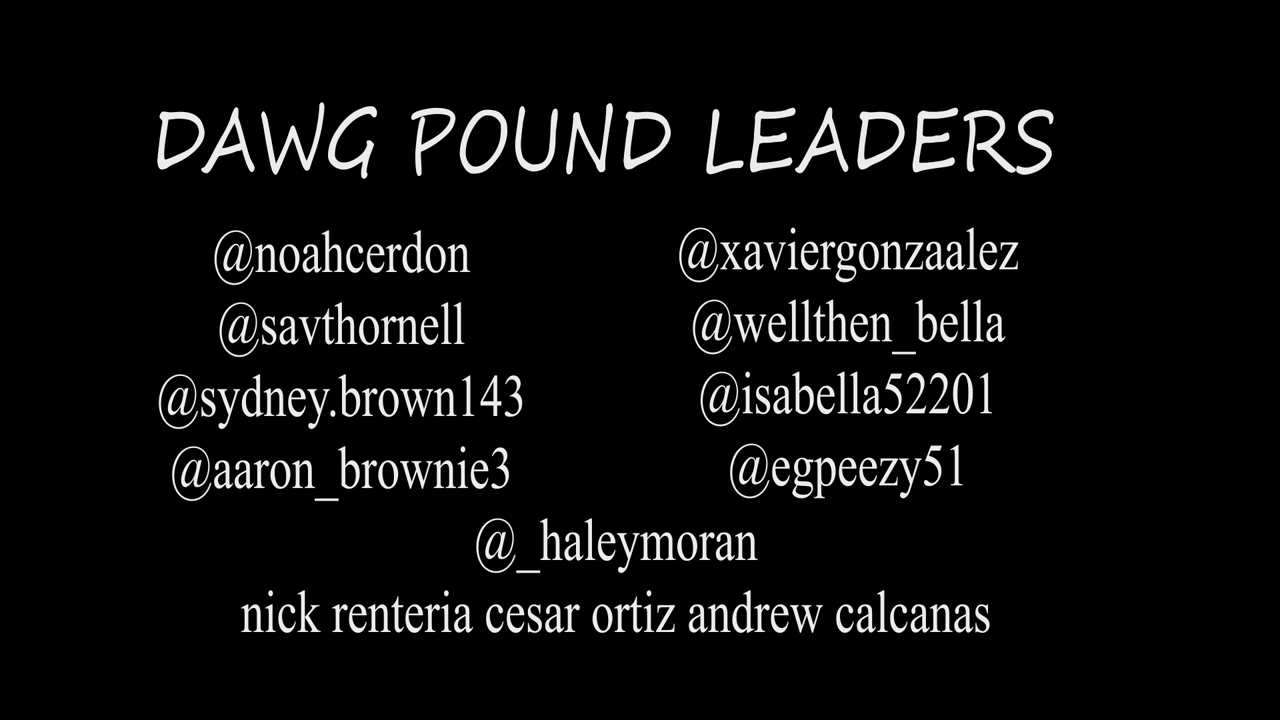 DAWG POUND LEADERS
@noahcerdon
@savthornell
@sydney.brown143
@aaron_brownie3
@xaviergonzaalez
@wellthen_bella
@isabella52201
@egpeezy51
@_haleymoran
nick renteria cesar ortiz andrew calcanas